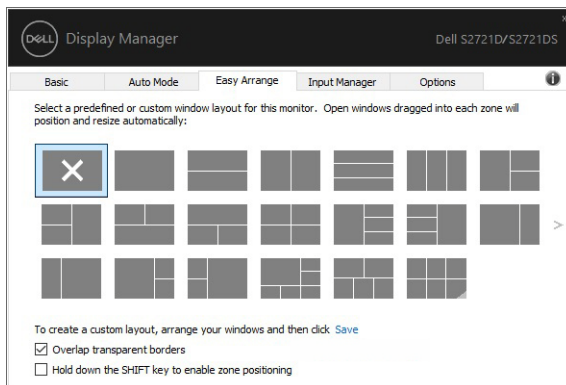 DELL Display Manager
Dell S2721D/S2721DS
Basic
Auto Mode
Easy Arrange
Input Manager
Options
Select a predefined or custom window layout for this monitor. Open windows dragged into each zone will
position and resize automatically:
To create a custom layout, arrange your windows and then click Save
Overlap transparent borders
Hold down the SHIFT key to enable zone positioning